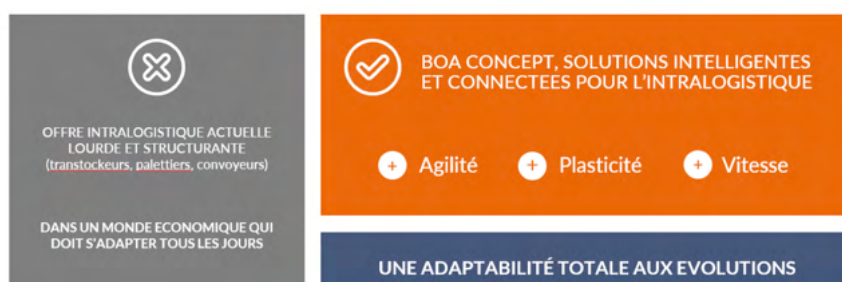 OFFRE INTRALOGISTIQUE ACTUELLE
LOURDE ET STRUCTURANTE
(transtockeurs, palettiers, convoyeurs)
DANS UN MONDE ECONOMIQUE QUI
DOIT S'ADAPTER TOUS LES JOURS
BOA CONCEPT, SOLUTIONS INTELLIGENTES
ET CONNECTEES POUR L'INTRALOGISTIQUE
+ Agilité + Plasticité + Vitesse
UNE ADAPTABILITÉ TOTALE AUX EVOLUTIONS